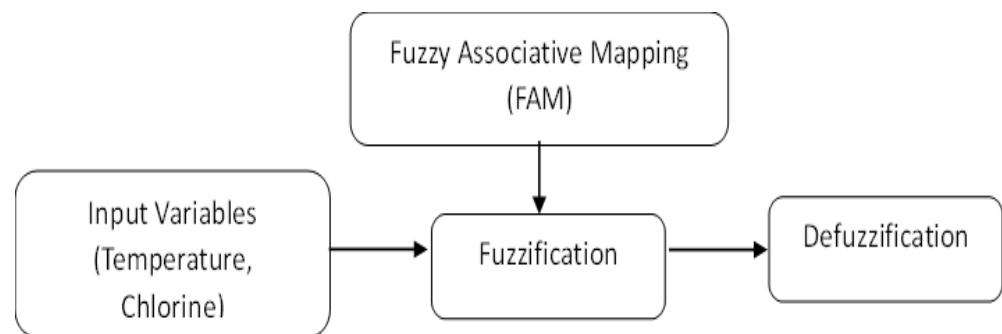 Fuzzy Associative Mapping
(FAM)
Input Variables
(Temperature,
Chlorine)
Fuzzification
Defuzzification